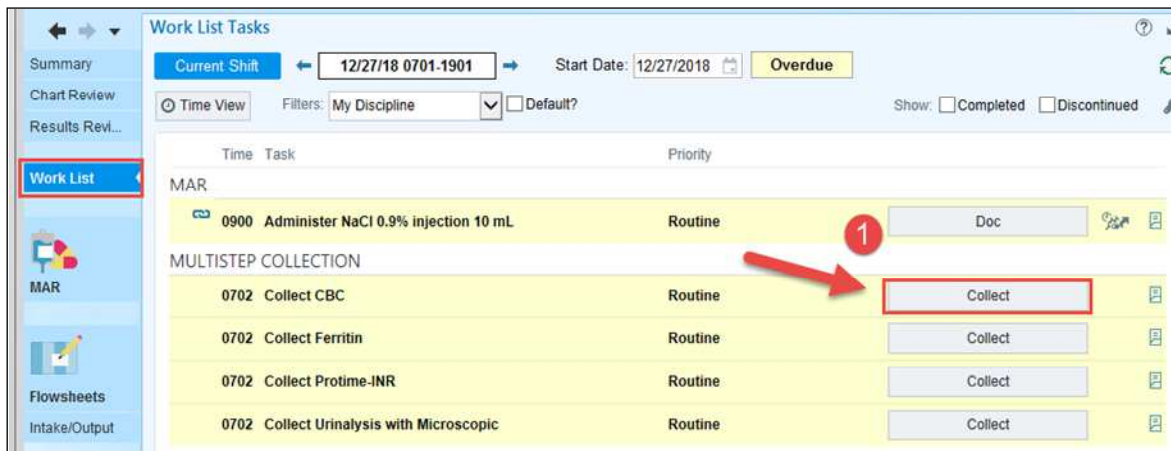 Work List Tasks
Summary
Current Shift 12/27/18 0701-1901 Start Date: 12/27/2018 Overdue
Chart Review
Time View Filters: My Discipline Default? Show: Completed Discontinued
Results Revi...
Time Task Priority
Work List
MAR
0900 Administer NaCl 0.9% injection 10 mL Routine Doc
1
MULTISTEP COLLECTION
MAR
0702 Collect CBC Routine Collect
0702 Collect Ferritin Routine Collect
0702 Collect Protime-INR Routine Collect
Flowsheets
Intake/Output
0702 Collect Urinalysis with Microscopic Routine Collect